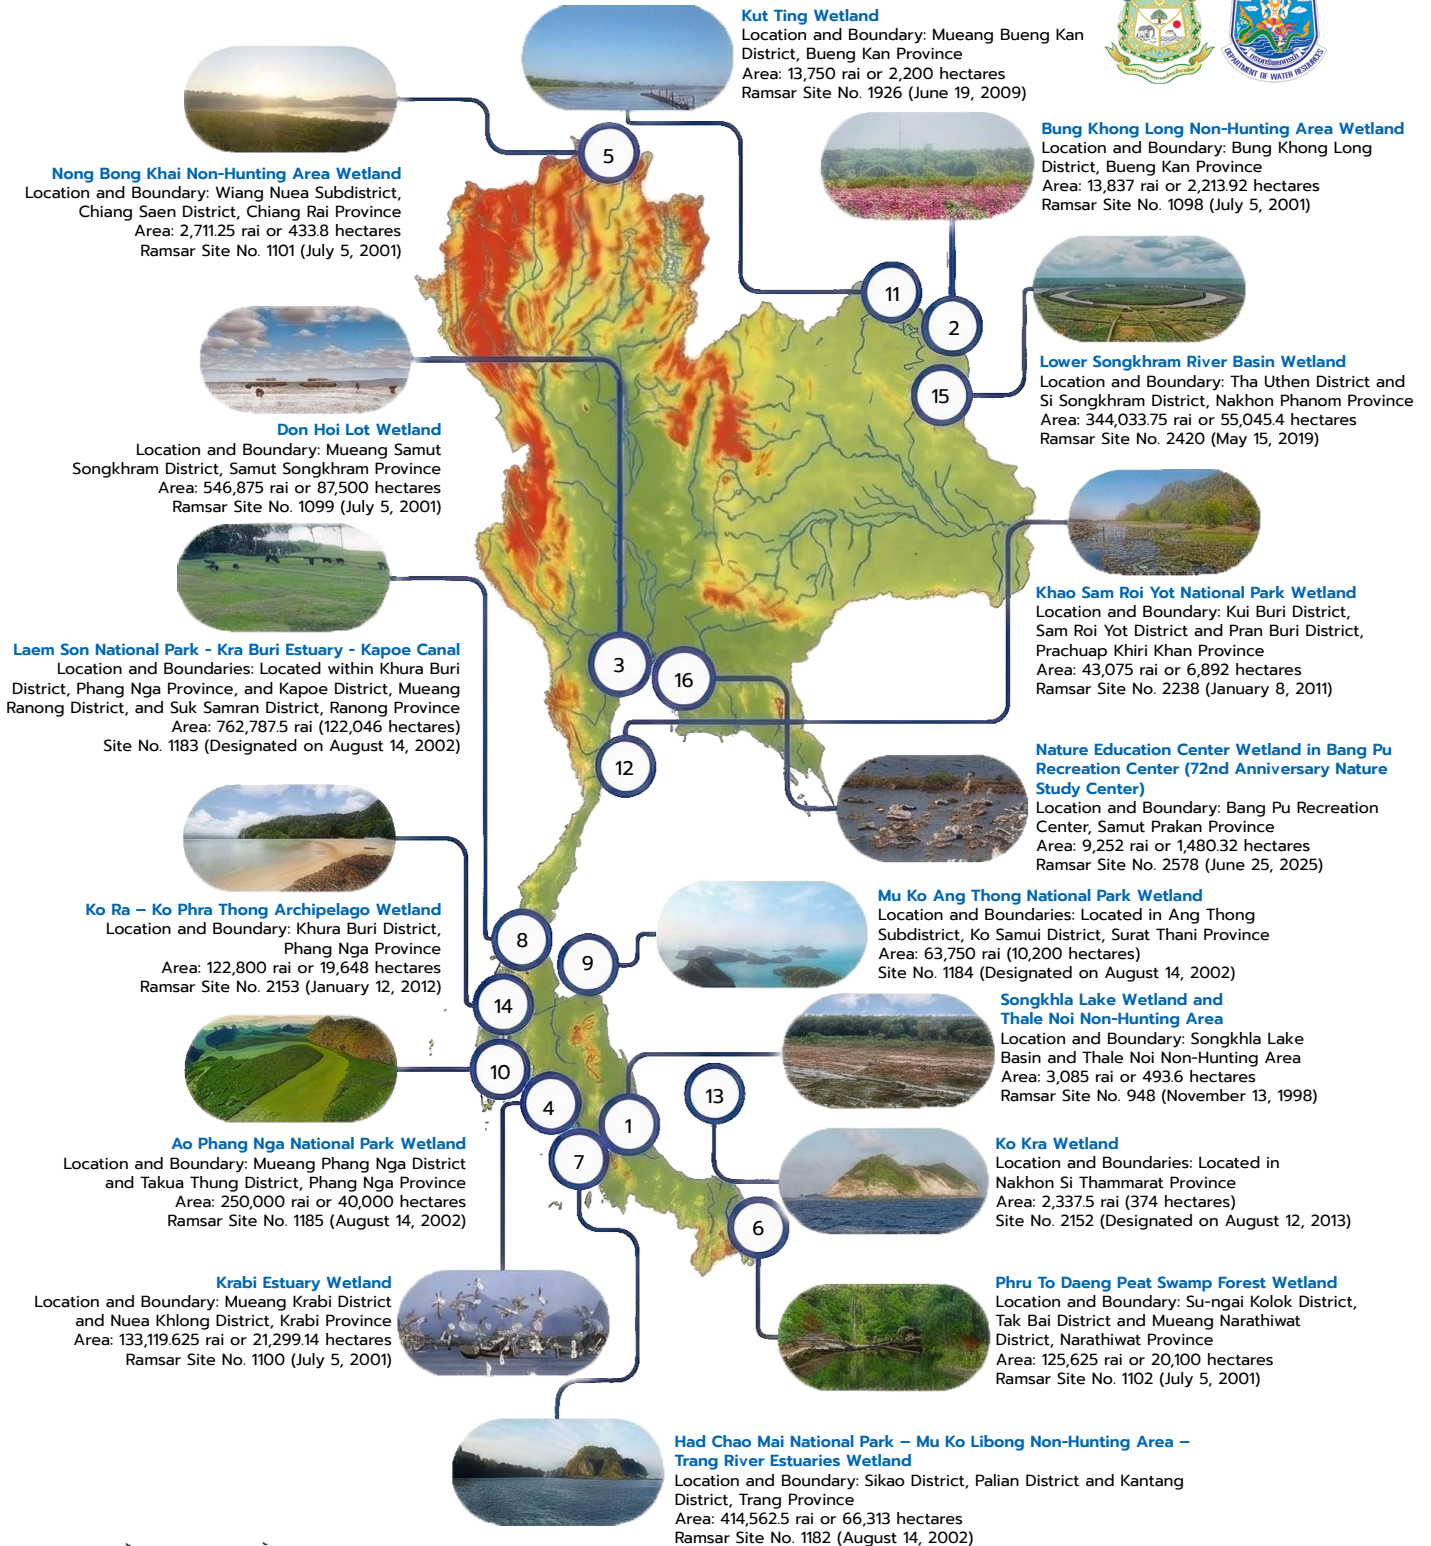 Kut Ting Wetland
Location and Boundary: Mueang Bueng Kan
District, Bueng Kan Province
Area: 13,750 rai or 2,200 hectares
Ramsar Site No. 1926 (June 19, 2009)
DEPARTMENT OF WATER RESOURCES
Nong Bong Khai Non-Hunting Area Wetland
Location and Boundary: Wiang Nuea Subdistrict,
Chiang Saen District, Chiang Rai Province
Area: 2,711.25 rai or 433.8 hectares
Ramsar Site No. 1101 (July 5, 2001)
5
Bung Khong Long Non-Hunting Area Wetland
Location and Boundary: Bung Khong Long
District, Bueng Kan Province
Area: 13,837 rai or 2,213.92 hectares
Ramsar Site No. 1098 (July 5, 2001)
11
2
15
Lower Songkhram River Basin Wetland
Location and Boundary: Tha Uthen District and
Si Songkhram District, Nakhon Phanom Province
Area: 344,033.75 rai or 55,045.4 hectares
Ramsar Site No. 2420 (May 15, 2019)
Don Hoi Lot Wetland
Location and Boundary: Mueang Samut
Songkhram District, Samut Songkhram Province
Area: 546,875 rai or 87,500 hectares
Ramsar Site No. 1099 (July 5, 2001)
Khao Sam Roi Yot National Park Wetland
Location and Boundary: Kui Buri District,
Sam Roi Yot District and Pran Buri District,
Prachuap Khiri Khan Province
Area: 43,075 rai or 6,892 hectares
Ramsar Site No. 2238 (January 8, 2011)
Laem Son National Park - Kra Buri Estuary - Kapoe Canal
Location and Boundaries: Located within Khura Buri
District, Phang Nga Province, and Kapoe District, Mueang
Ranong District, and Suk Samran District, Ranong Province
Area: 762,787.5 rai (122,046 hectares)
Site No. 1183 (Designated on August 14, 2002)
3
16
12
Nature Education Center Wetland in Bang Pu
Recreation Center (72nd Anniversary Nature
Study Center)
Location and Boundary: Bang Pu Recreation
Center, Samut Prakan Province
Area: 9,252 rai or 1,480.32 hectares
Ramsar Site No. 2578 (June 25, 2025)
Ko Ra – Ko Phra Thong Archipelago Wetland
Location and Boundary: Khura Buri District,
Phang Nga Province
Area: 122,800 rai or 19,648 hectares
Ramsar Site No. 2153 (January 12, 2012)
8
9
14
Mu Ko Ang Thong National Park Wetland
Location and Boundaries: Located in Ang Thong
Subdistrict, Ko Samui District, Surat Thani Province
Area: 63,750 rai (10,200 hectares)
Site No. 1184 (Designated on August 14, 2002)
Songkhla Lake Wetland and
Thale Noi Non-Hunting Area
Location and Boundary: Songkhla Lake
Basin and Thale Noi Non-Hunting Area
Area: 3,085 rai or 493.6 hectares
Ramsar Site No. 948 (November 13, 1998)
10
4
13
1
7
6
Ao Phang Nga National Park Wetland
Location and Boundary: Mueang Phang Nga District
and Takua Thung District, Phang Nga Province
Area: 250,000 rai or 40,000 hectares
Ramsar Site No. 1185 (August 14, 2002)
Ko Kra Wetland
Location and Boundaries: Located in
Nakhon Si Thammarat Province
Area: 2,337.5 rai (374 hectares)
Site No. 2152 (Designated on August 12, 2013)
Krabi Estuary Wetland
Location and Boundary: Mueang Krabi District
and Nuea Khlong District, Krabi Province
Area: 133,119.625 rai or 21,299.14 hectares
Ramsar Site No. 1100 (July 5, 2001)
Phru To Daeng Peat Swamp Forest Wetland
Location and Boundary: Su-ngai Kolok District,
Tak Bai District and Mueang Narathiwat
District, Narathiwat Province
Area: 125,625 rai or 20,100 hectares
Ramsar Site No. 1102 (July 5, 2001)
Had Chao Mai National Park – Mu Ko Libong Non-Hunting Area –
Trang River Estuaries Wetland
Location and Boundary: Sikao District, Palian District and Kantang
District, Trang Province
Area: 414,562.5 rai or 66,313 hectares
Ramsar Site No. 1182 (August 14, 2002)